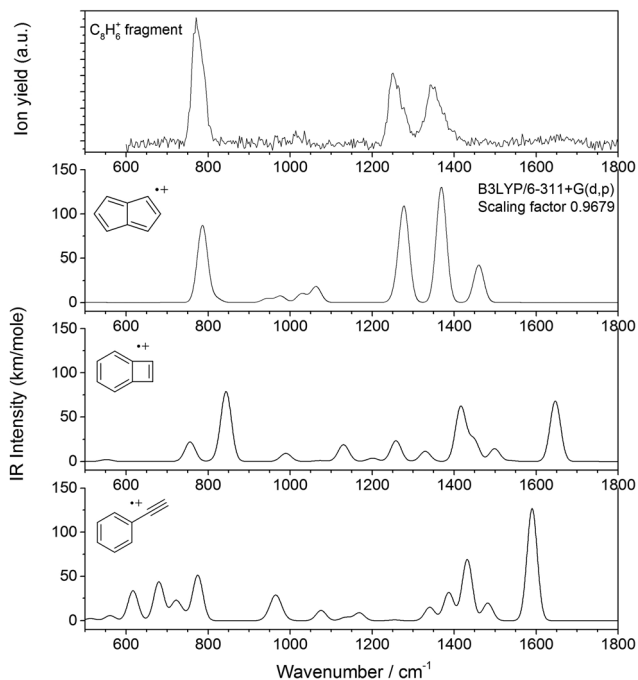 Ion yield (a.u.)
C₈H₆⁺ fragment
600 800 1000 1200 1400 1600 1800
IR Intensity (km/mole)
150
100
50
0
•+
B3LYP/6-311+G(d,p)
Scaling factor 0.9679
600 800 1000 1200 1400 1600 1800
150
100
50
0
•+
600 800 1000 1200 1400 1600 1800
150
100
50
0
•+
600 800 1000 1200 1400 1600 1800
Wavenumber / cm⁻¹